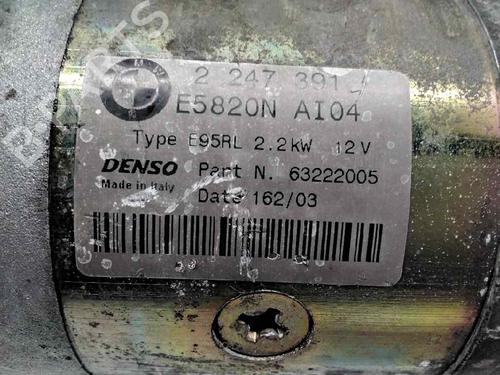 2 247 391
E5820N AI04
Type E95RL 2.2kW 12V
DENSO Part N. 63222005
Made in Italy
Date 162/03